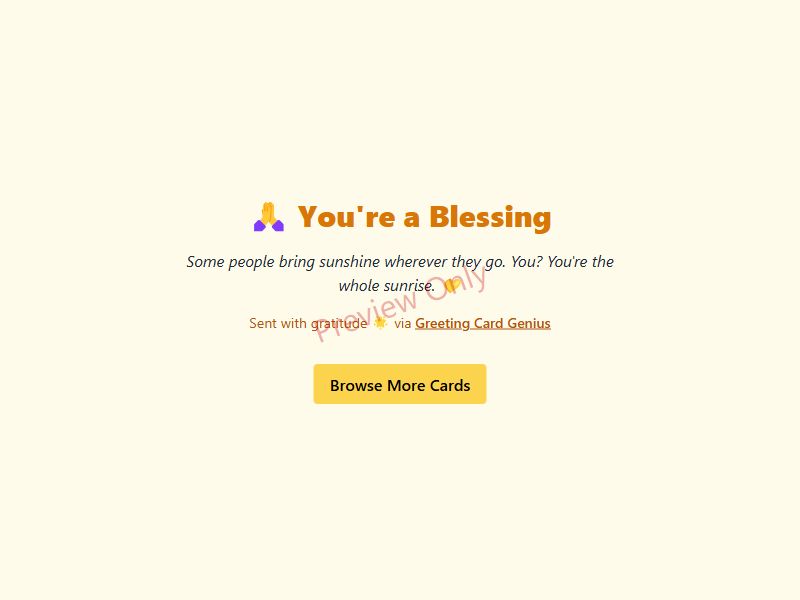 🙏 You're a Blessing
Some people bring sunshine wherever they go. You? You're the
whole sunrise. 💛
Sent with gratitude 🌟 via Greeting Card Genius
Preview Only
Browse More Cards